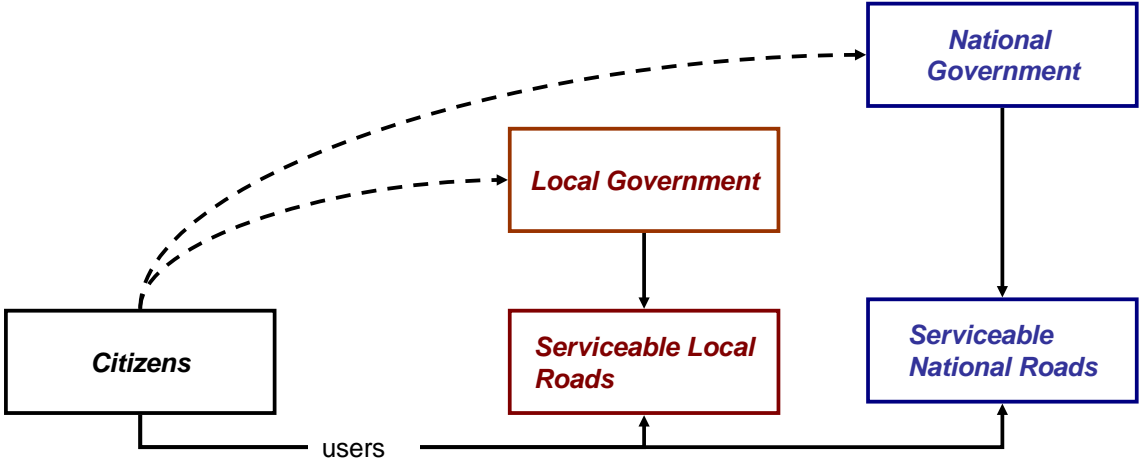 National
Government
Local Government
Citizens
Serviceable Local
Roads
Serviceable
National Roads
users